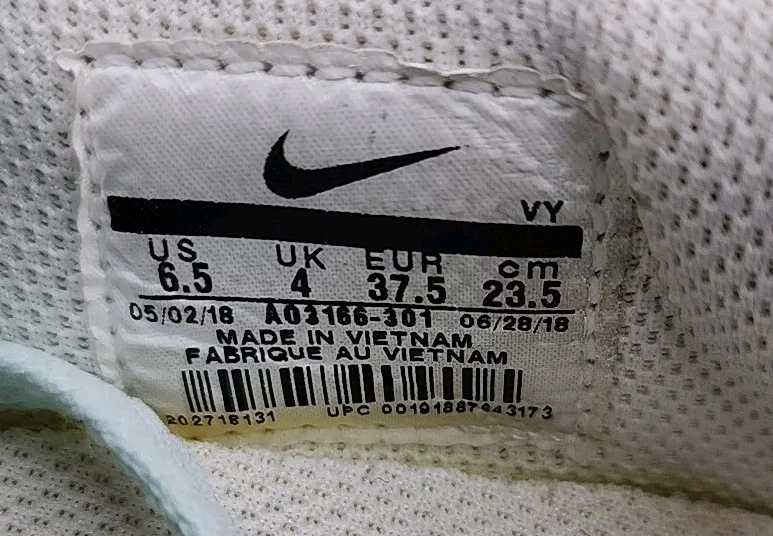 VY
US UK EUR cm
6.5 4 37.5 23.5
05/02/18 AO3166-301 06/28/18
MADE IN VIETNAM
FABRIQUE AU VIETNAM
202718131 UPC 00191887643173